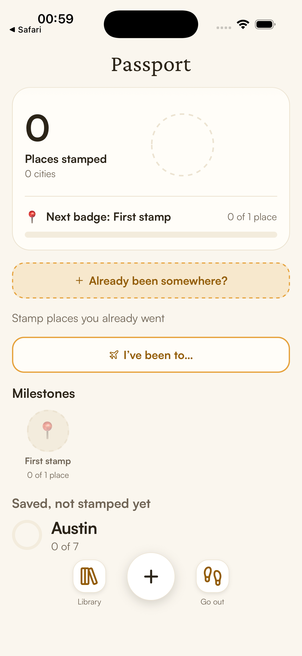 00:59
◀ Safari
Passport
0
Places stamped
0 cities
Next badge: First stamp
0 of 1 place
+ Already been somewhere?
Stamp places you already went
I've been to...
Milestones
First stamp
0 of 1 place
Saved, not stamped yet
Austin
0 of 7
+
Library
Go out